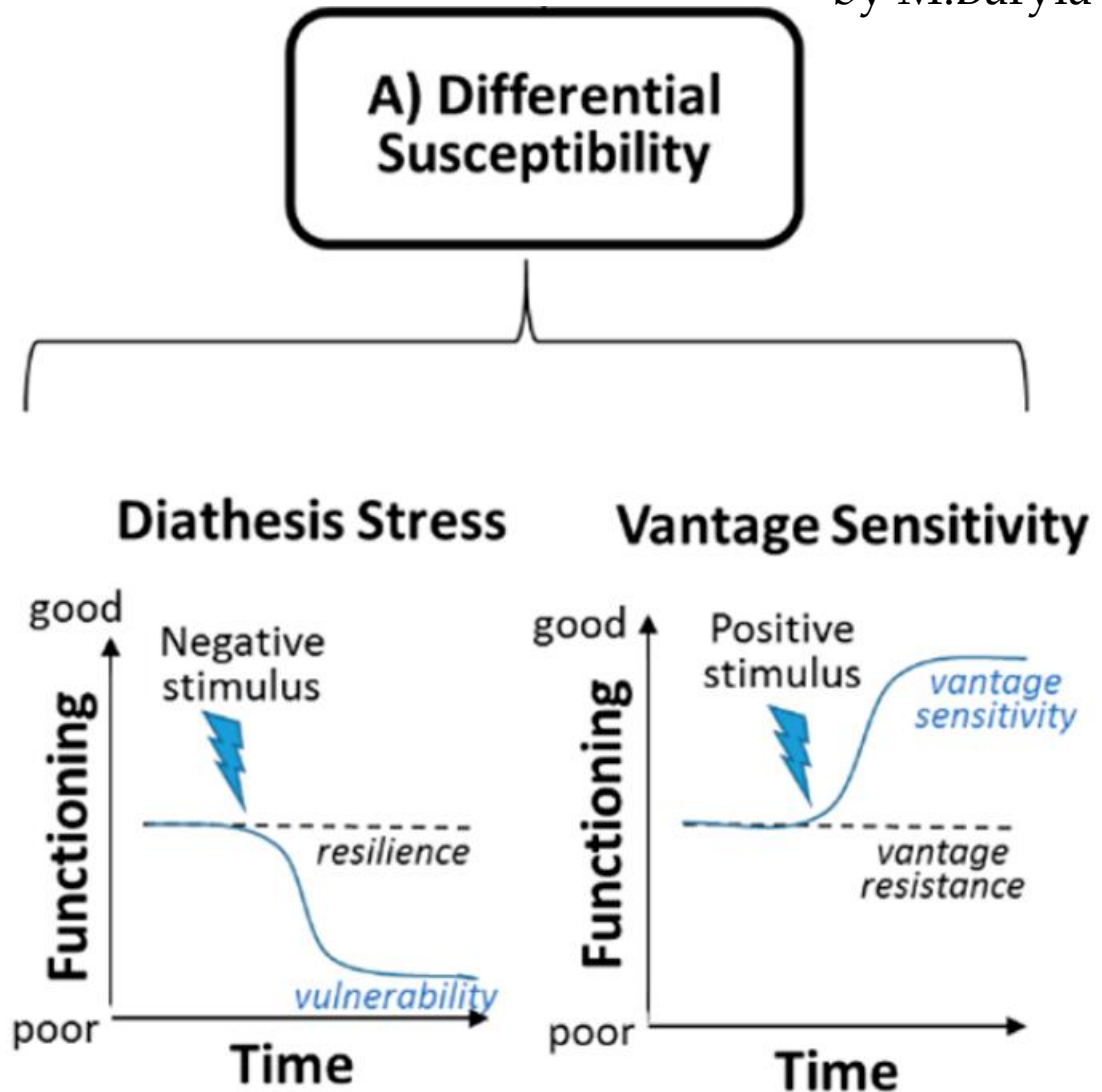 A) Differential
Susceptibility
Diathesis Stress
good
Negative
stimulus
Functioning
resilience
vulnerability
poor
Time
Vantage Sensitivity
good
Positive
stimulus
vantage
sensitivity
Functioning
vantage
resistance
poor
Time